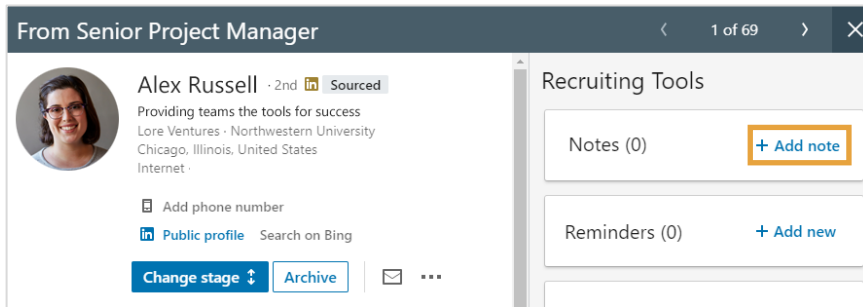 From Senior Project Manager
1 of 69
Alex Russell · 2nd in Sourced
Providing teams the tools for success
Lore Ventures · Northwestern University
Chicago, Illinois, United States
Internet ·
Add phone number
in Public profile Search on Bing
Change stage Archive
Recruiting Tools
Notes (0) + Add note
Reminders (0) + Add new